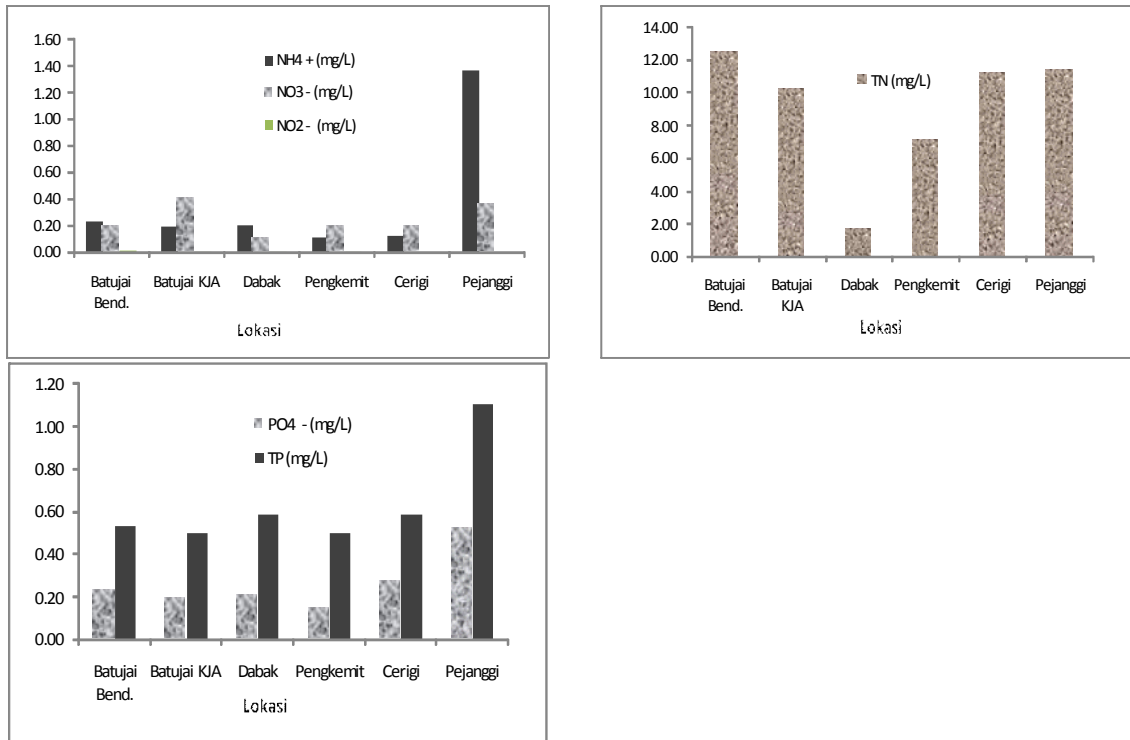 1.60
1.40
1.20
1.00
0.80
0.60
0.40
0.20
0.00
NH4 + (mg/L)
NO3 - (mg/L)
NO2 - (mg/L)
Batujai Bend.
Batujai KJA
Dabak
Pengkemit
Cerigi
Pejanggi
Lokasi
14.00
12.00
10.00
8.00
6.00
4.00
2.00
0.00
TN (mg/L)
Batujai Bend.
Batujai KJA
Dabak
Pengkemit
Cerigi
Pejanggi
Lokasi
1.20
1.00
0.80
0.60
0.40
0.20
0.00
PO4 - (mg/L)
TP (mg/L)
Batujai Bend.
Batujai KJA
Dabak
Pengkemit
Cerigi
Pejanggi
Lokasi